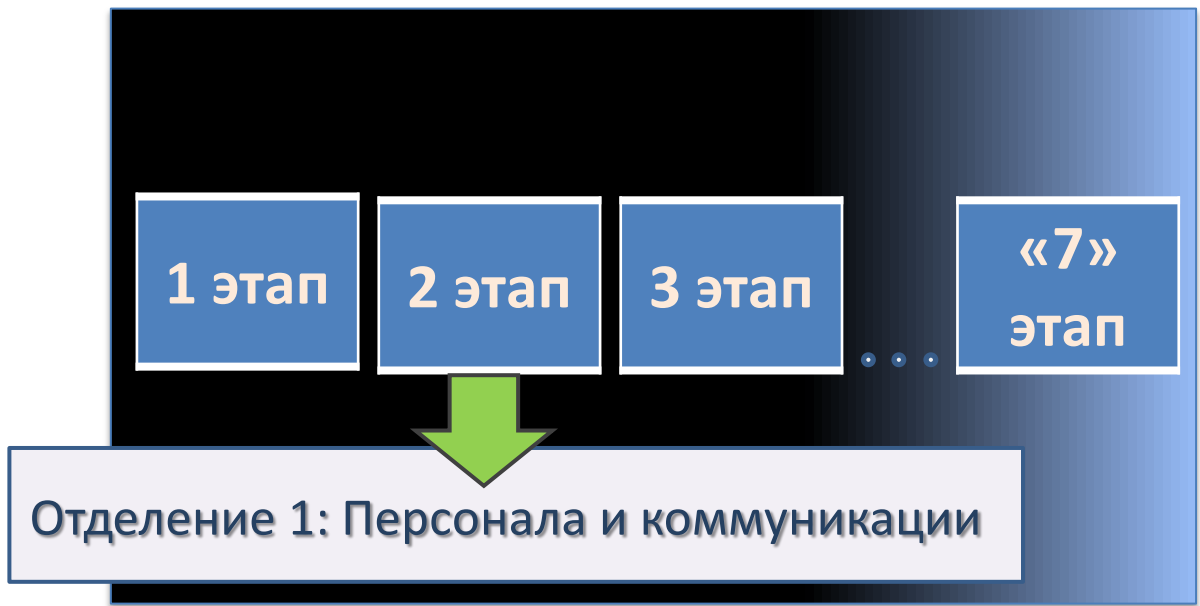 1 этап
2 этап
3 этап
«7»
этап
Отделение 1: Персонала и коммуникации